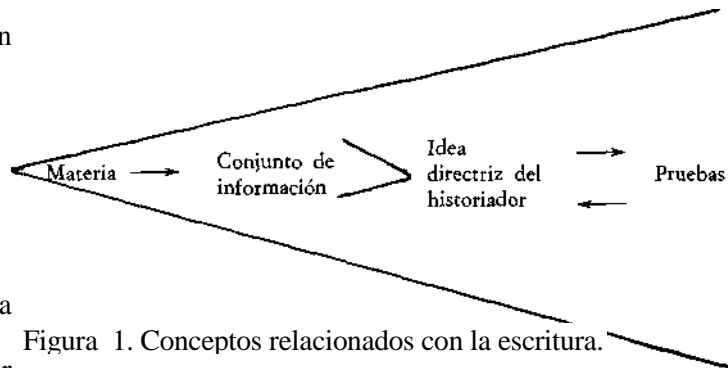 n
Materia
Conjunto de
información
Idea
directriz del
historiador
Pruebas
a
Figura 1. Conceptos relacionados con la escritura.
r